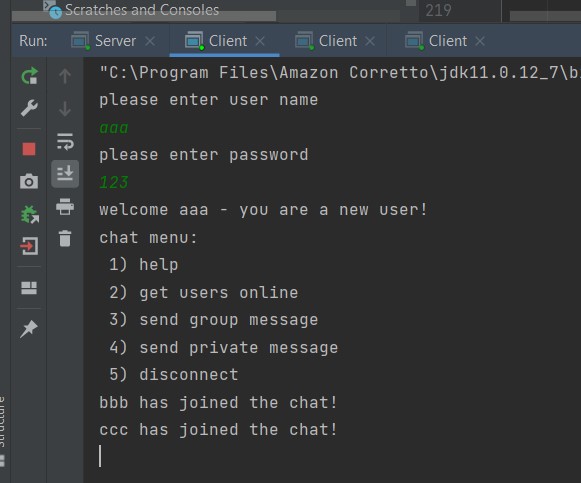 Scratches and Consoles
219
Run: Server Client Client Client
"C:\Program Files\Amazon Corretto\jdk11.0.12_7\b
please enter user name
aaa
please enter password
123
welcome aaa - you are a new user!
chat menu:
1) help
2) get users online
3) send group message
4) send private message
5) disconnect
bbb has joined the chat!
ccc has joined the chat!
Structure